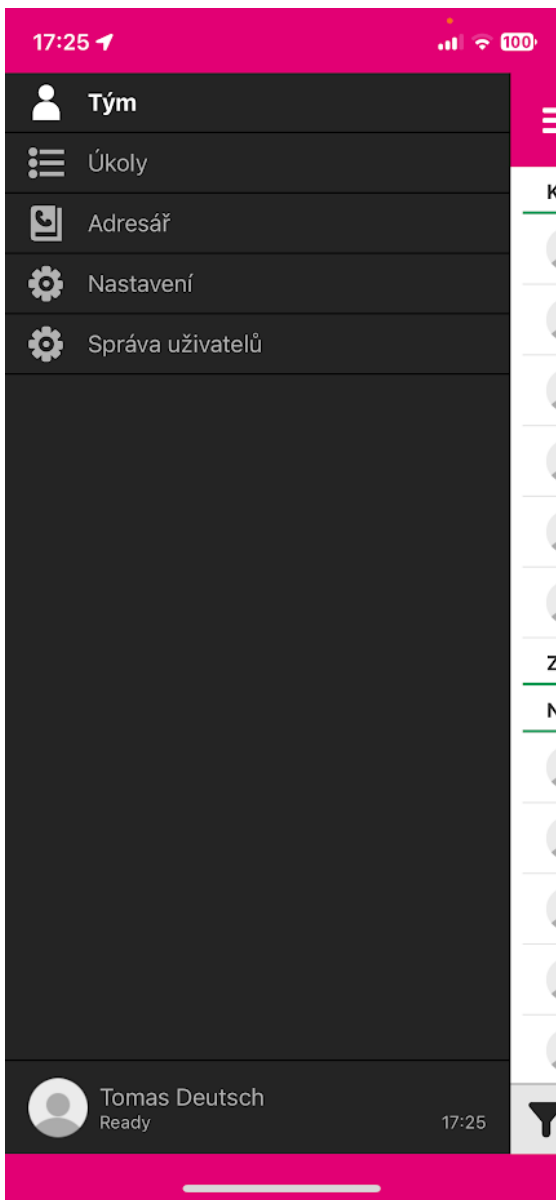 17:25
100
Tým
Úkoly
Adresář
Nastavení
Správa uživatelů
K
Z
N
Tomas Deutsch
Ready
17:25